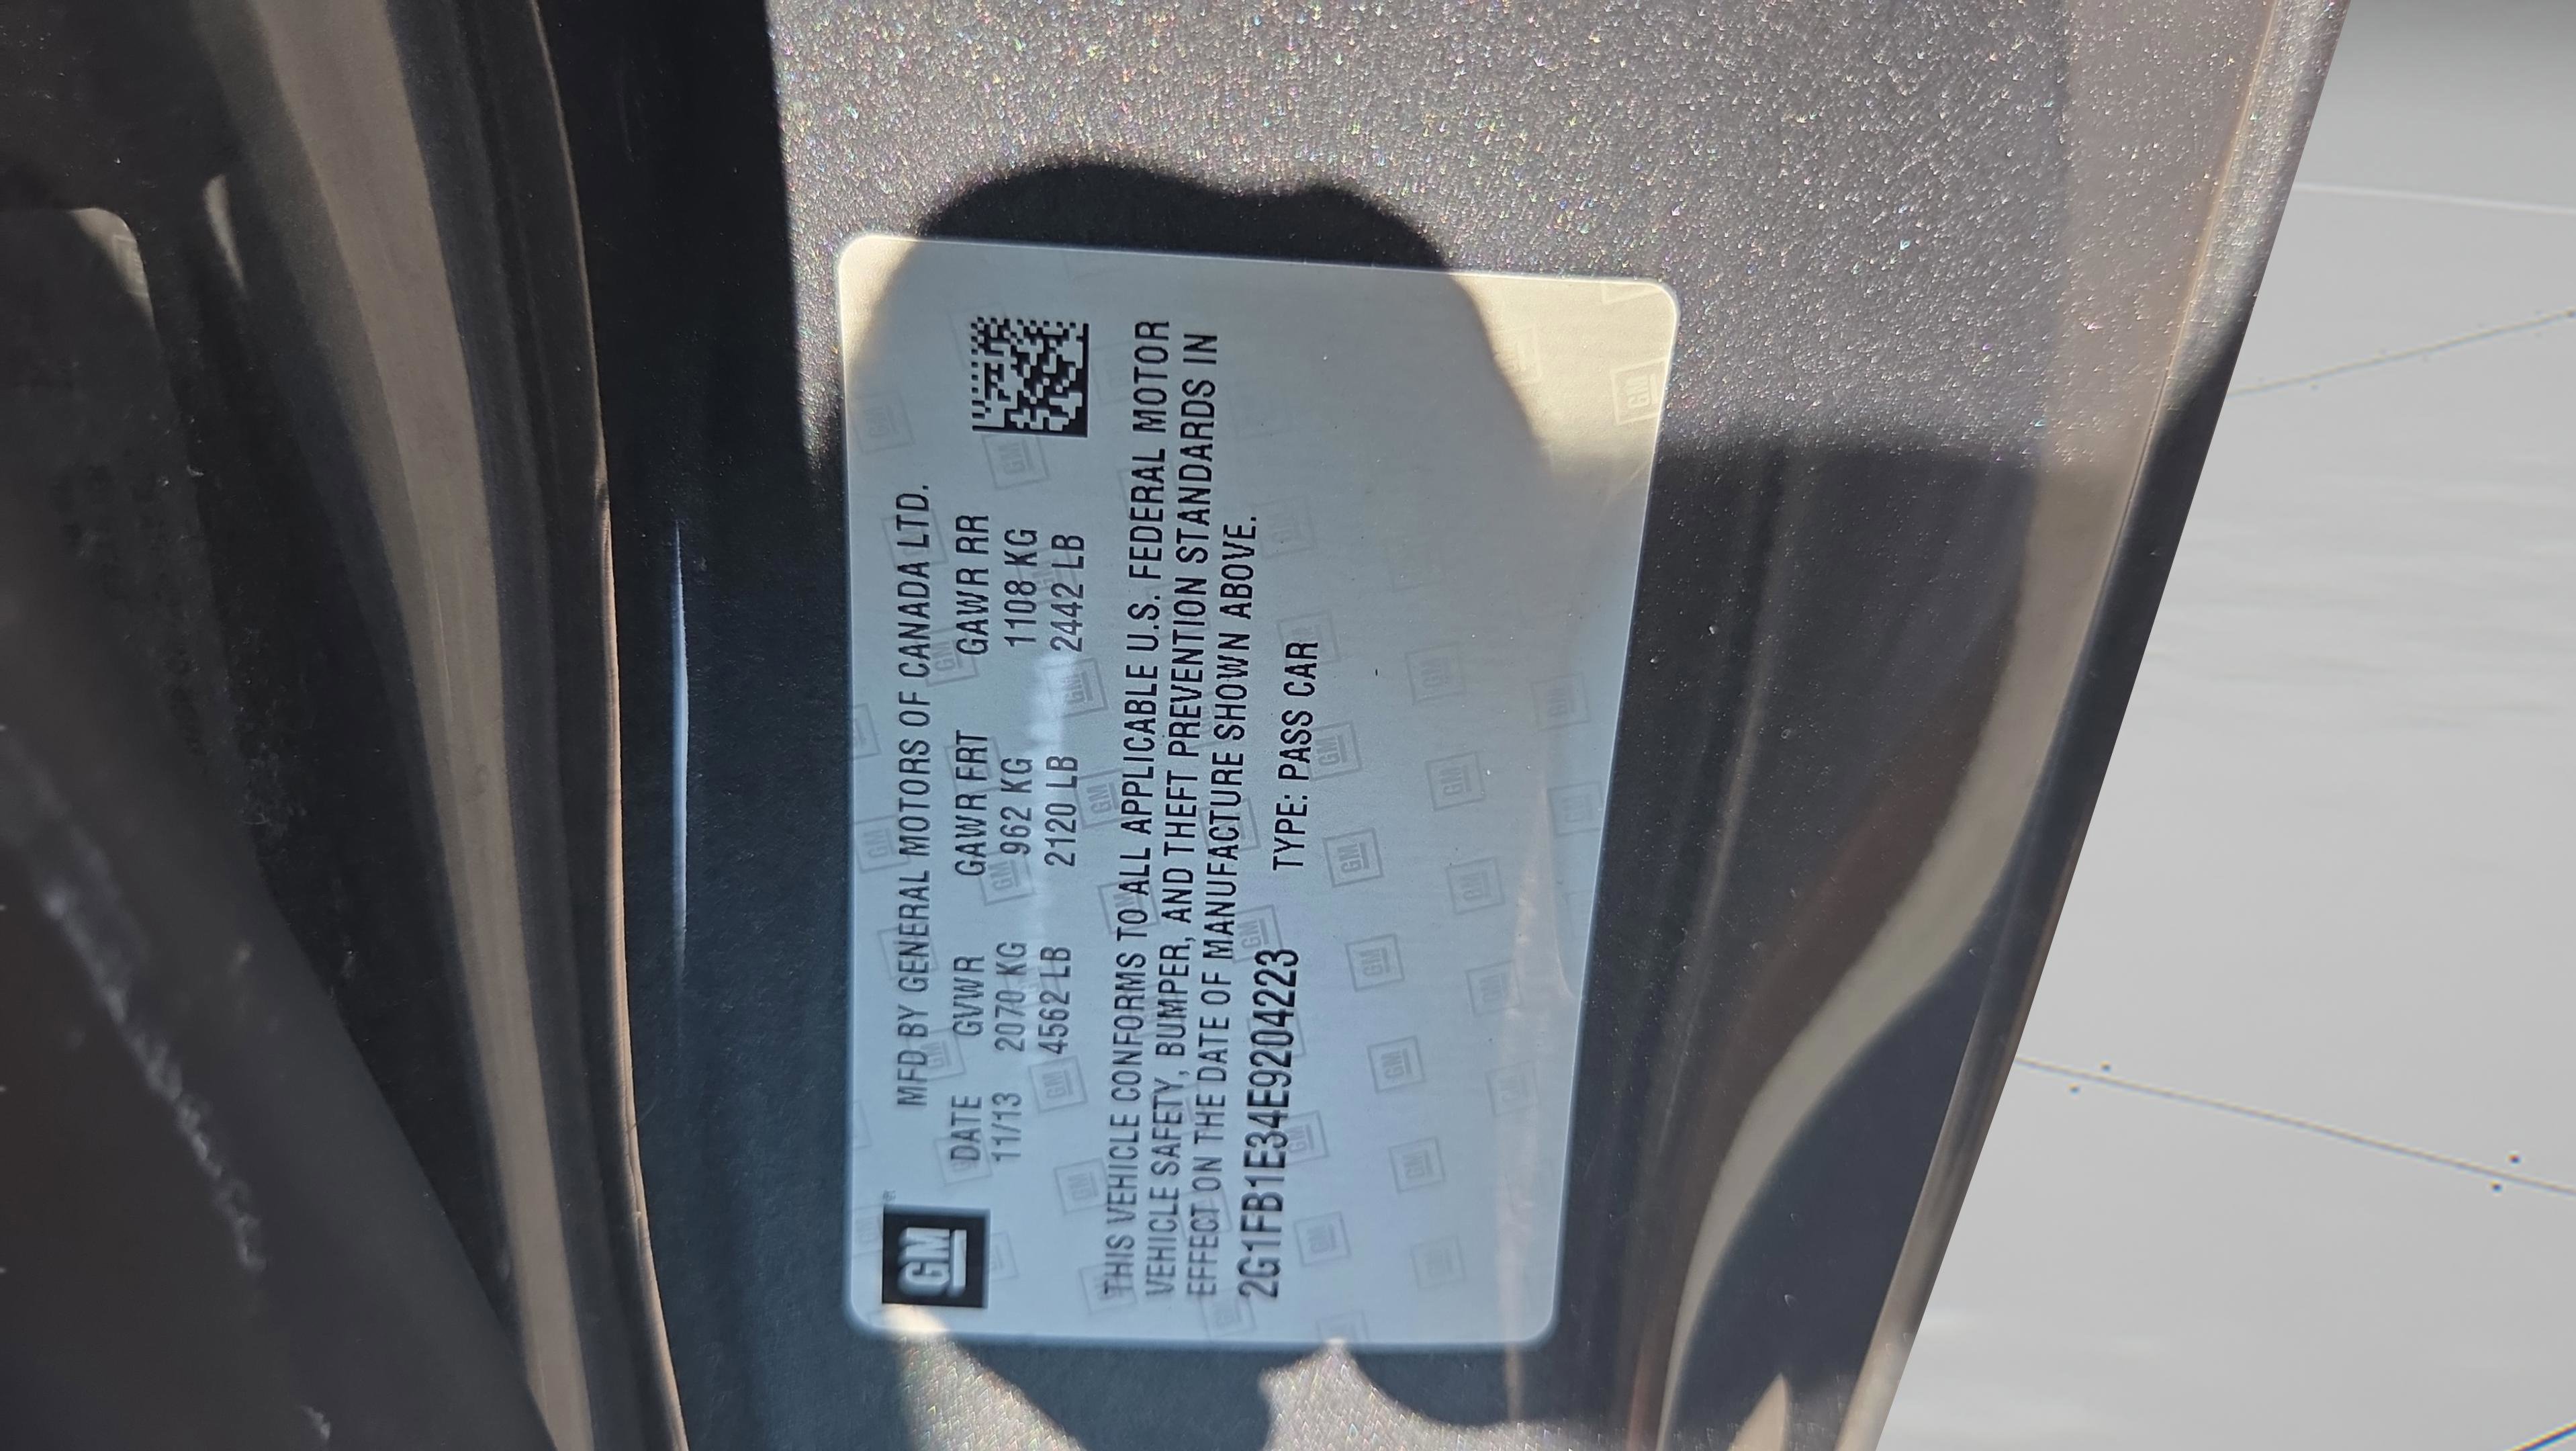 GM
MFD BY GENERAL MOTORS OF CANADA LTD.
DATE GVWR GAWR FRT GAWR RR
11/13 2070 KG 962 KG 1108 KG
4562 LB 2120 LB 2442 LB
THIS VEHICLE CONFORMS TO ALL APPLICABLE U.S. FEDERAL MOTOR
VEHICLE SAFETY, BUMPER, AND THEFT PREVENTION STANDARDS IN
EFFECT ON THE DATE OF MANUFACTURE SHOWN ABOVE.
2G1FB1E34E9204223 TYPE: PASS CAR